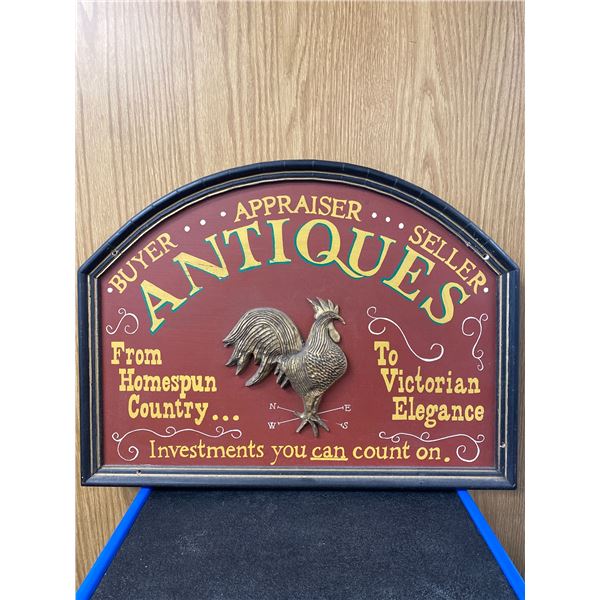 ·BUYER···APPRAISER···SELLER·
ANTIQUES
From
Homespun
Country...
To
Victorian
Elegance
N E
W S
Investments you can count on.